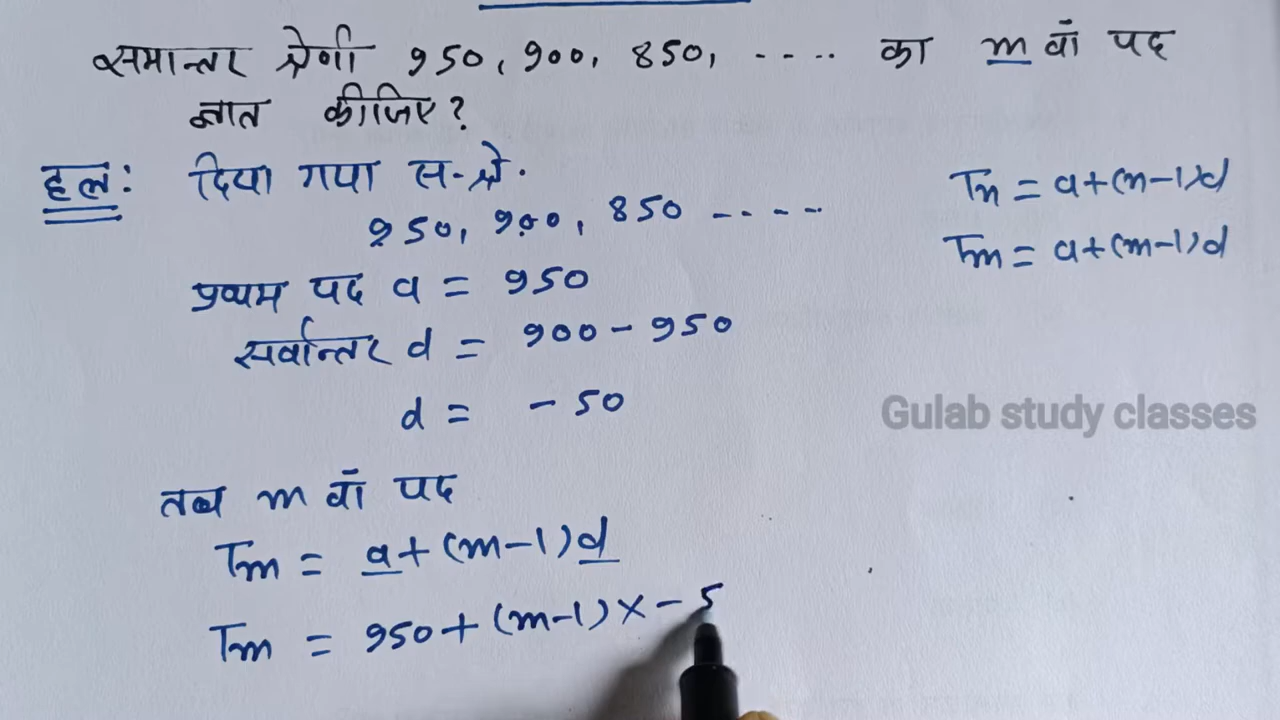 समान्तर श्रेणी 950, 900, 850, ---- का m वाँ पद
ज्ञात कीजिए?
हल: दिया गया स.श्रे.
950, 900, 850 ----
प्रथम पद a = 950
सर्वान्तर d = 900 - 950
d = - 50
तब m वाँ पद
Tm = a + (m-1) d
Tm = 950 + (m-1) x - 5
Tn = a + (n-1)d
Tm = a + (m-1)d
Gulab study classes